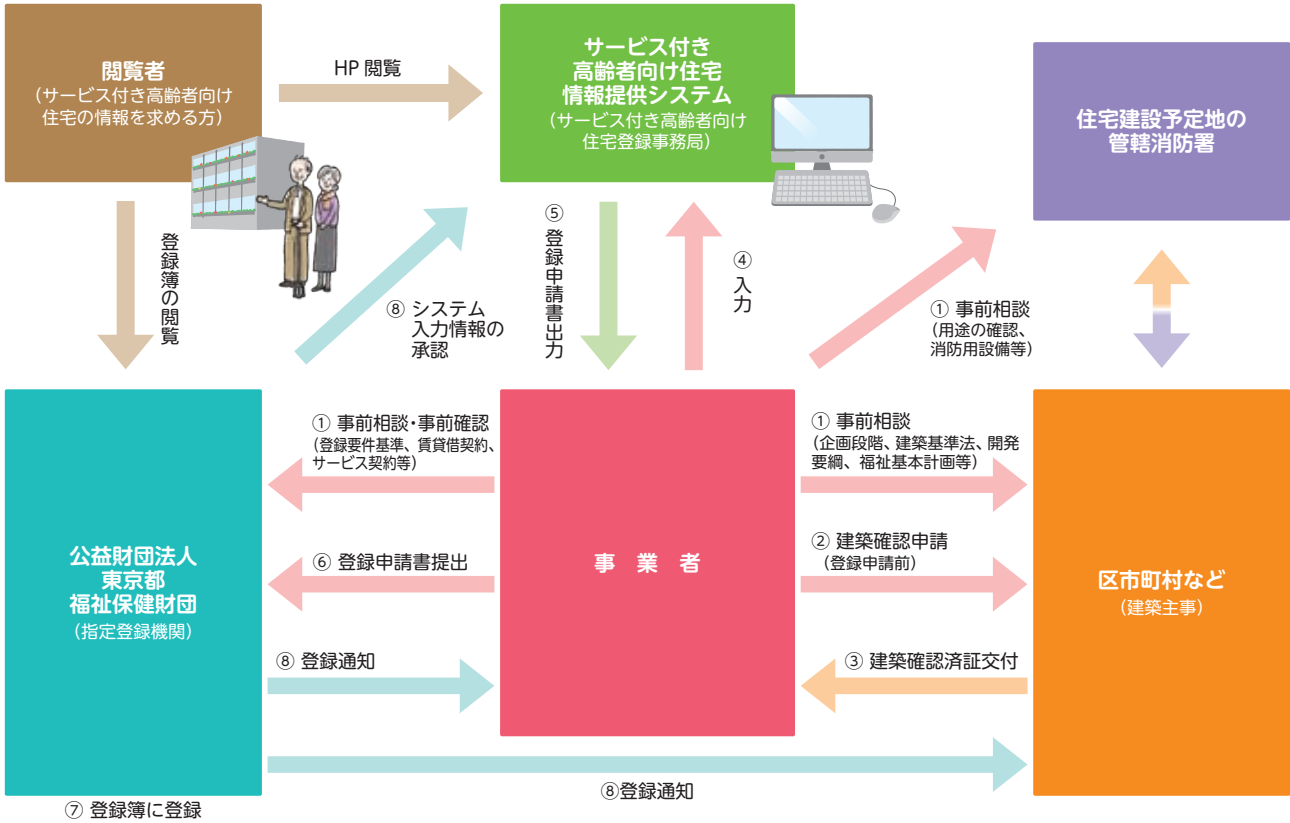 閲覧者
（サービス付き高齢者向け
住宅の情報を求める方）
HP 閲覧
サービス付き
高齢者向け住宅
情報提供システム
（サービス付き高齢者向け
住宅登録事務局）
住宅建設予定地の
管轄消防署
登録簿の閲覧
⑧ システム
入力情報の
承認
⑤ 登録申請書出力
④ 入力
① 事前相談
（用途の確認、
消防用設備等）
① 事前相談・事前確認
（登録要件基準、賃貸借契約、
サービス契約等）
① 事前相談
（企画段階、建築基準法、開発
要綱、福祉基本計画等）
公益財団法人
東京都
福祉保健財団
（指定登録機関）
⑥ 登録申請書提出
事 業 者
② 建築確認申請
（登録申請前）
区市町村など
（建築主事）
⑧ 登録通知
③ 建築確認済証交付
⑧登録通知
⑦ 登録簿に登録